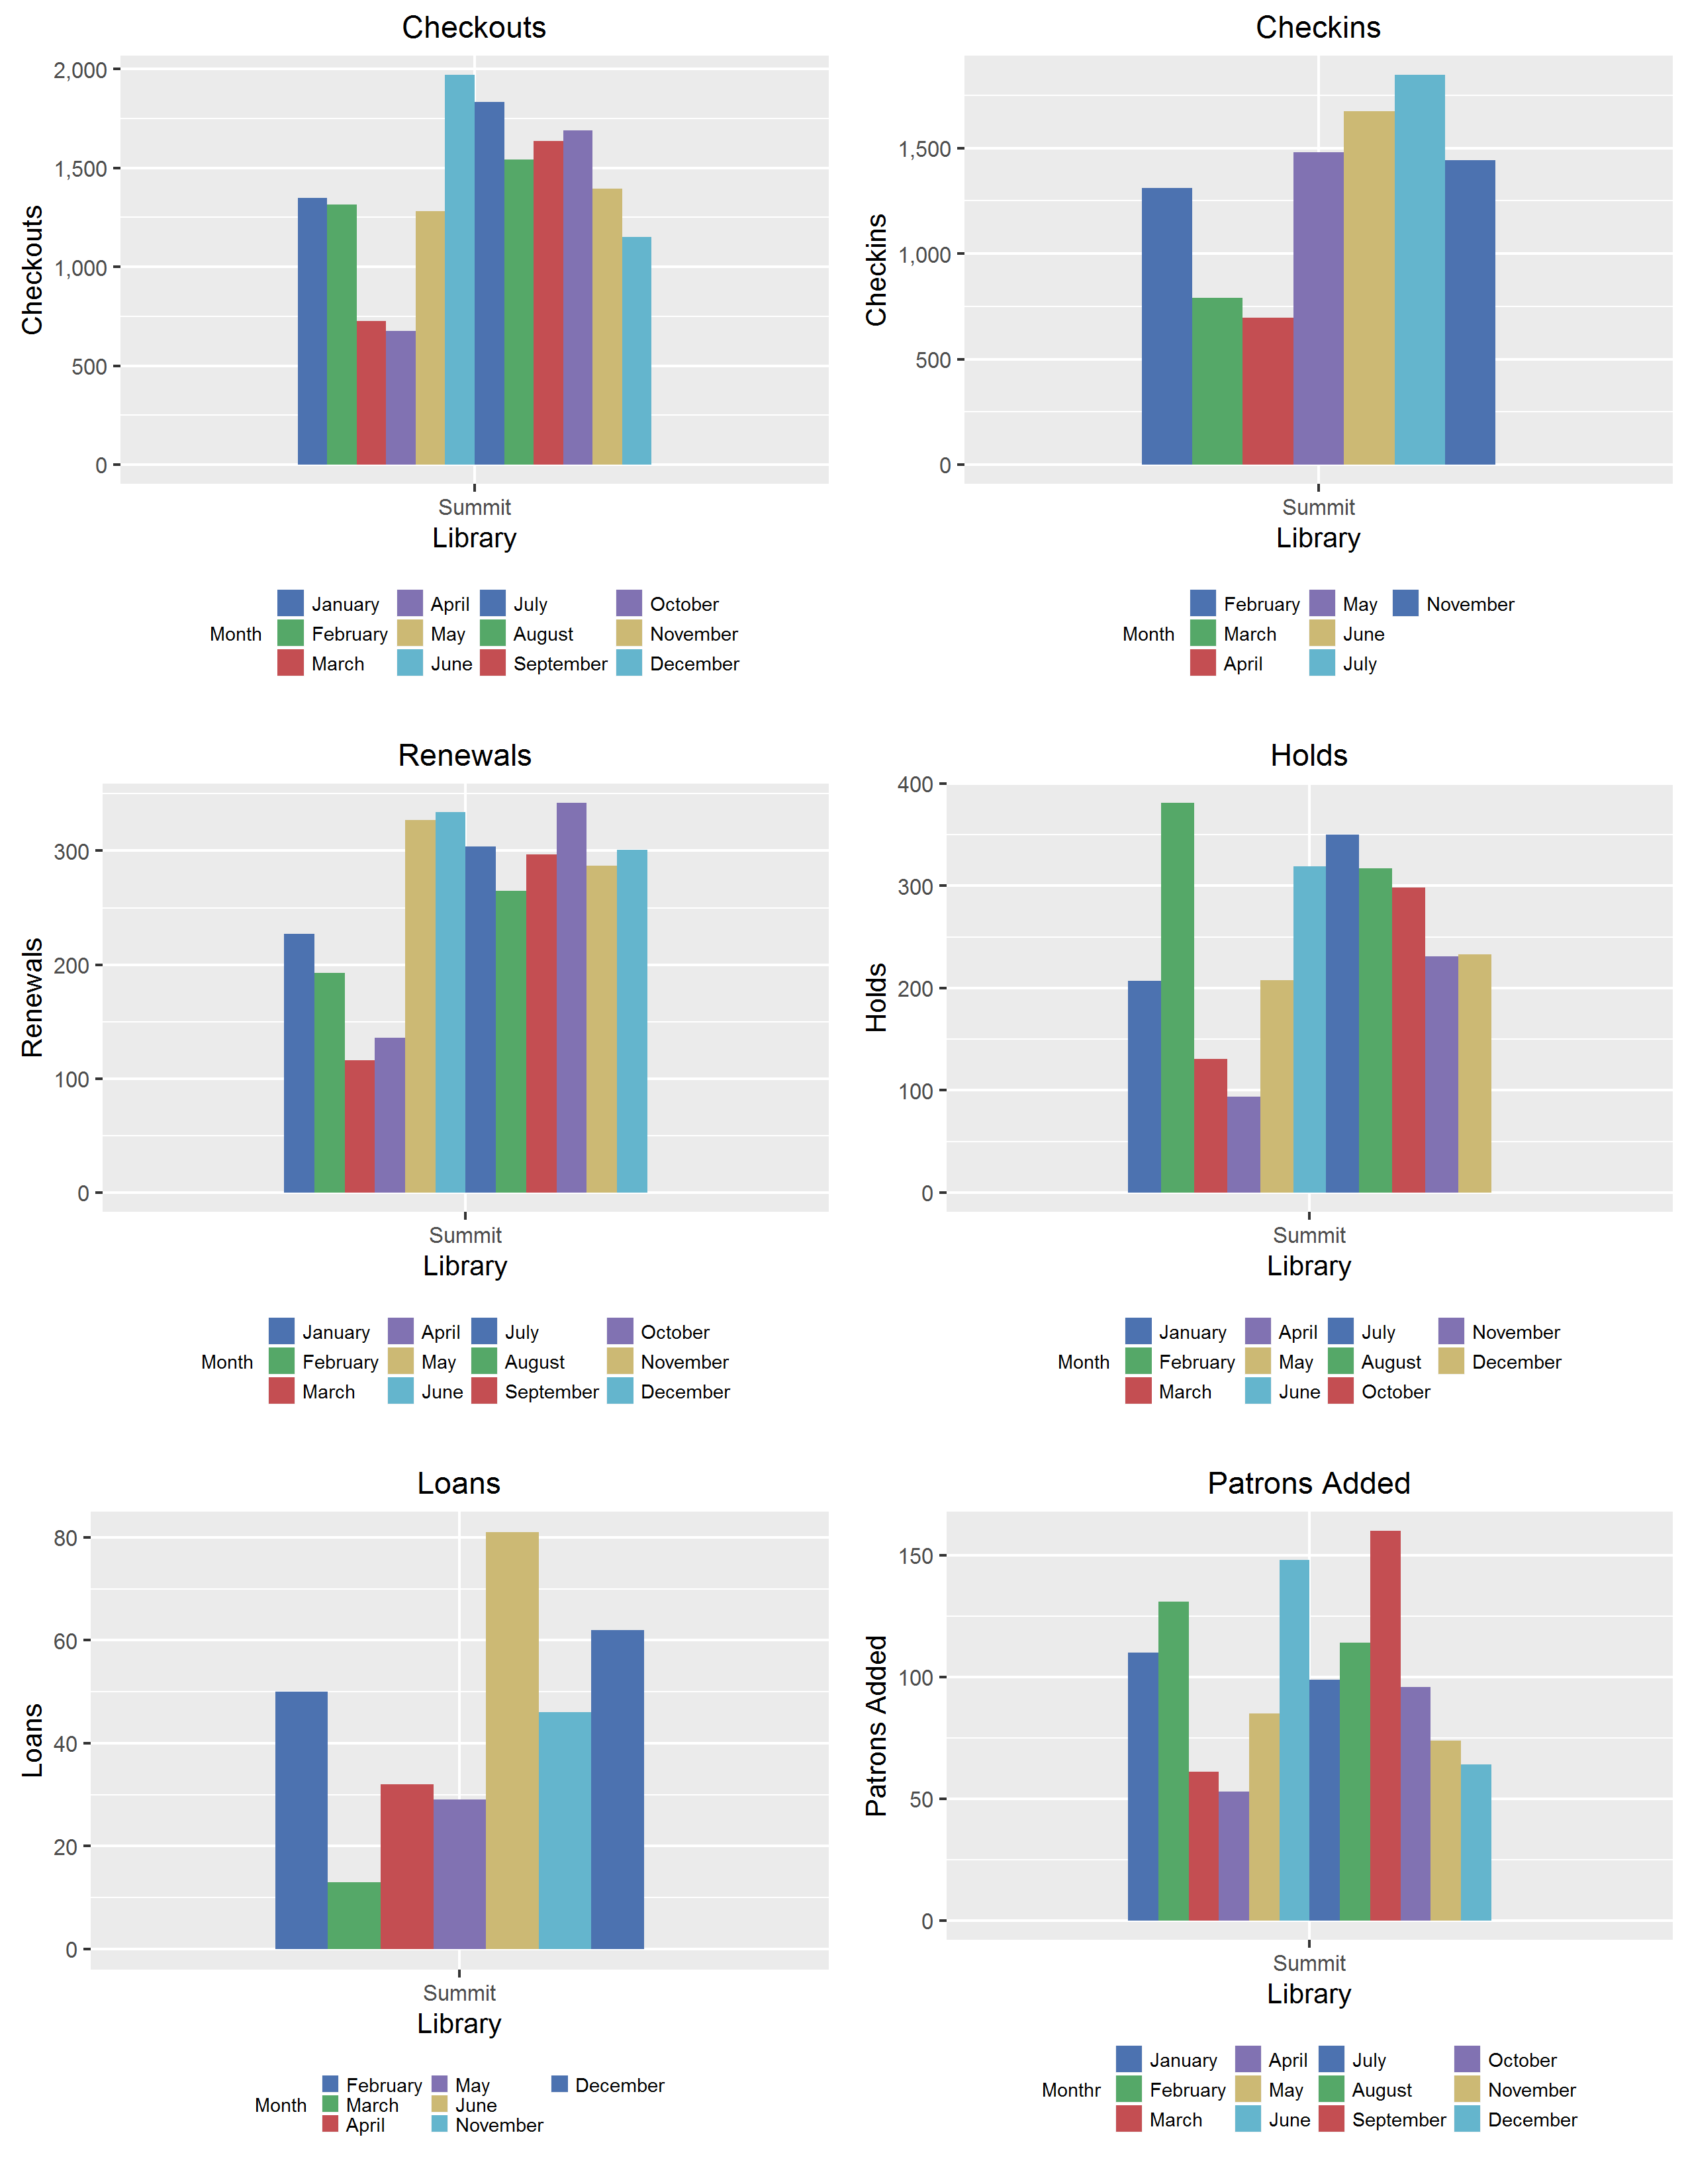 Checkouts
2,000
1,500
1,000
500
0
Checkouts
Summit
Library
Month
January April July October
February May August November
March June September December
Checkins
1,500
1,000
500
0
Checkins
Summit
Library
Month
February May November
March June
April July
Renewals
300
200
100
0
Renewals
Summit
Library
Month
January April July October
February May August November
March June September December
Holds
400
300
200
100
0
Holds
Summit
Library
Month
January April July November
February May August December
March June October
Loans
80
60
40
20
0
Loans
Summit
Library
Month
February May December
March June
April November
Patrons Added
150
100
50
0
Patrons Added
Summit
Library
Monthr
January April July October
February May August November
March June September December